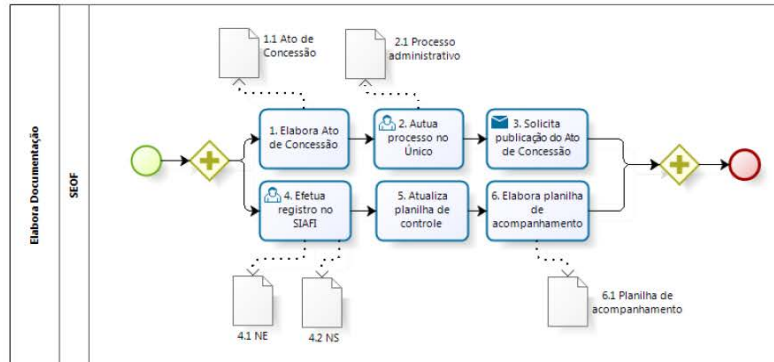 1.1 Ato de
Concessão
2.1 Processo
administrativo
Elabora Documentação
SEOF
1. Elabora Ato
de Concessão
2. Autua
processo no
Único
3. Solicita
publicação do Ato
de Concessão
4. Efetua
registro no
SIAFI
5. Atualiza
planilha de
controle
6. Elabora planilha
de
acompanhamento
4.1 NE
4.2 NS
6.1 Planilha de
acompanhamento